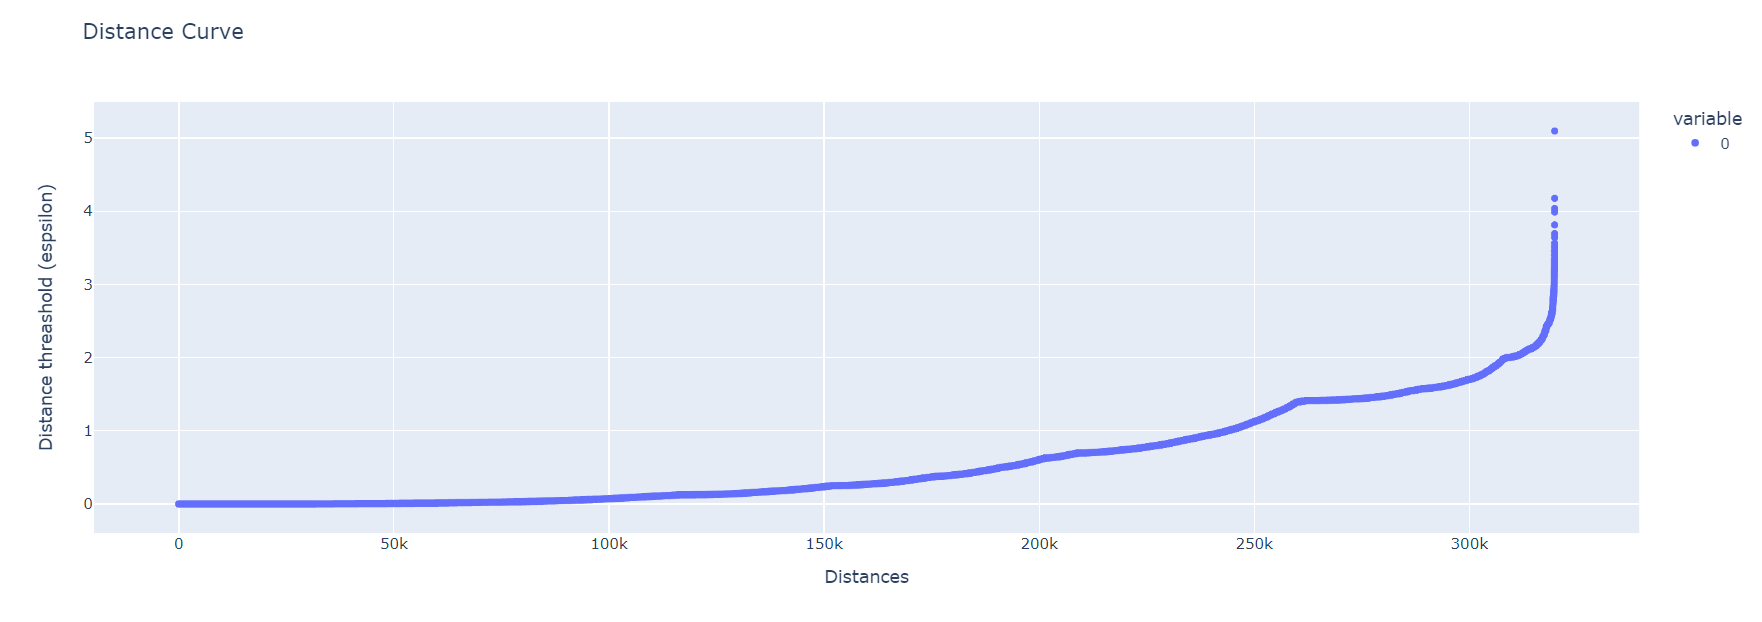 Distance Curve
variable
0
Distance threashold (espsilon)
5
4
3
2
1
0
0
50k
100k
150k
200k
250k
300k
Distances